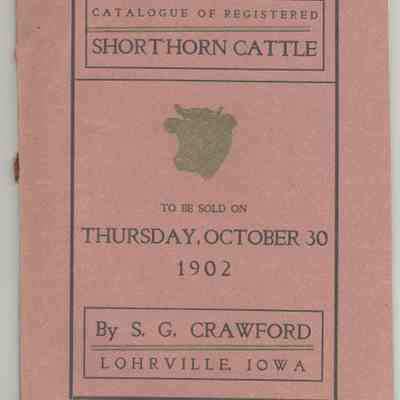 CATALOGUE OF REGISTERED
SHORTHORN CATTLE
TO BE SOLD ON
THURSDAY, OCTOBER 30
1902
By S. G. CRAWFORD
LOHRVILLE, IOWA